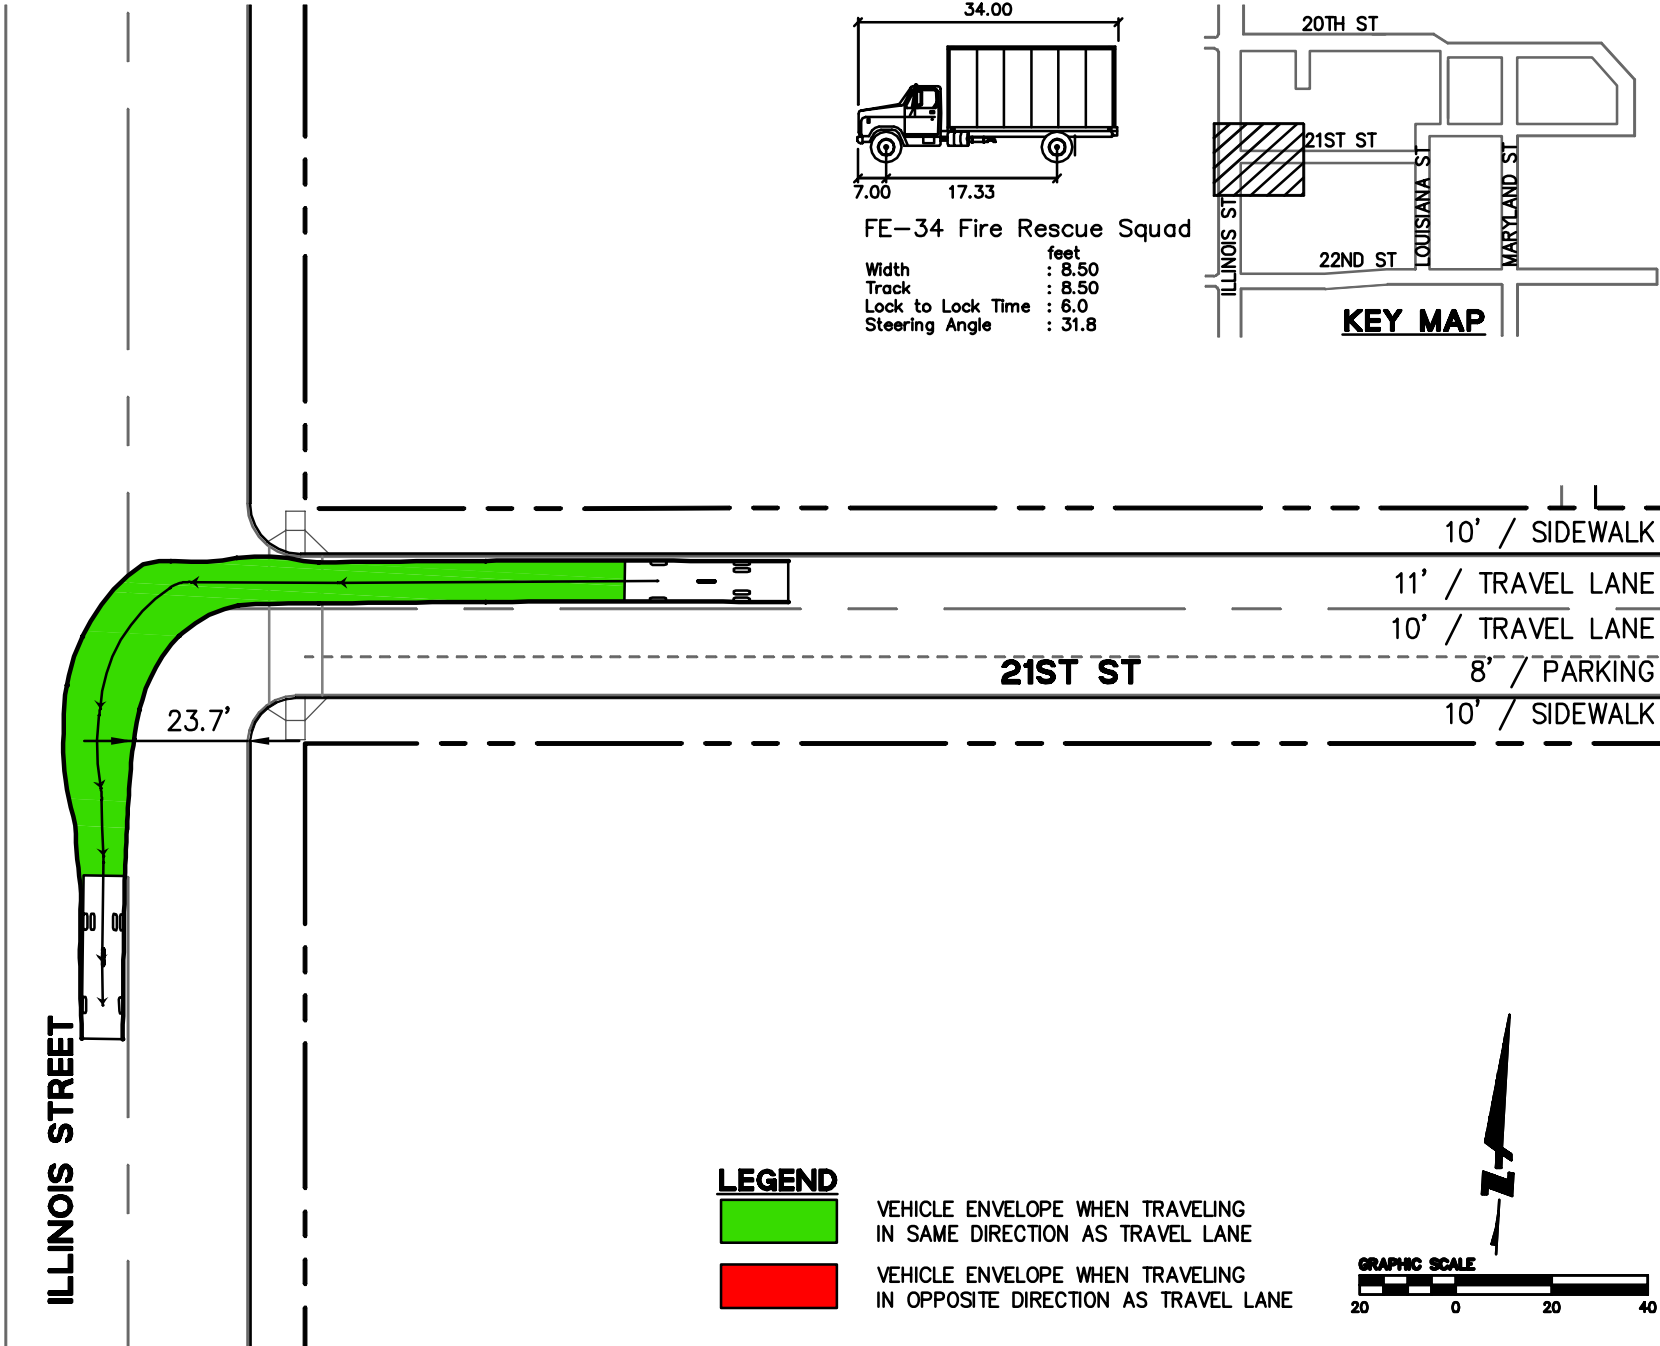 34.00
7.00
17.33
FE-34 Fire Rescue Squad
feet
Width : 8.50
Track : 8.50
Lock to Lock Time : 6.0
Steering Angle : 31.8
20TH ST
21ST ST
LOUISIANA ST
MARYLAND ST
ILLINOIS ST
22ND ST
KEY MAP
10' / SIDEWALK
11' / TRAVEL LANE
10' / TRAVEL LANE
21ST ST
8' / PARKING
10' / SIDEWALK
23.7'
ILLINOIS STREET
LEGEND
VEHICLE ENVELOPE WHEN TRAVELING
IN SAME DIRECTION AS TRAVEL LANE
VEHICLE ENVELOPE WHEN TRAVELING
IN OPPOSITE DIRECTION AS TRAVEL LANE
N
GRAPHIC SCALE
20 0 20 40